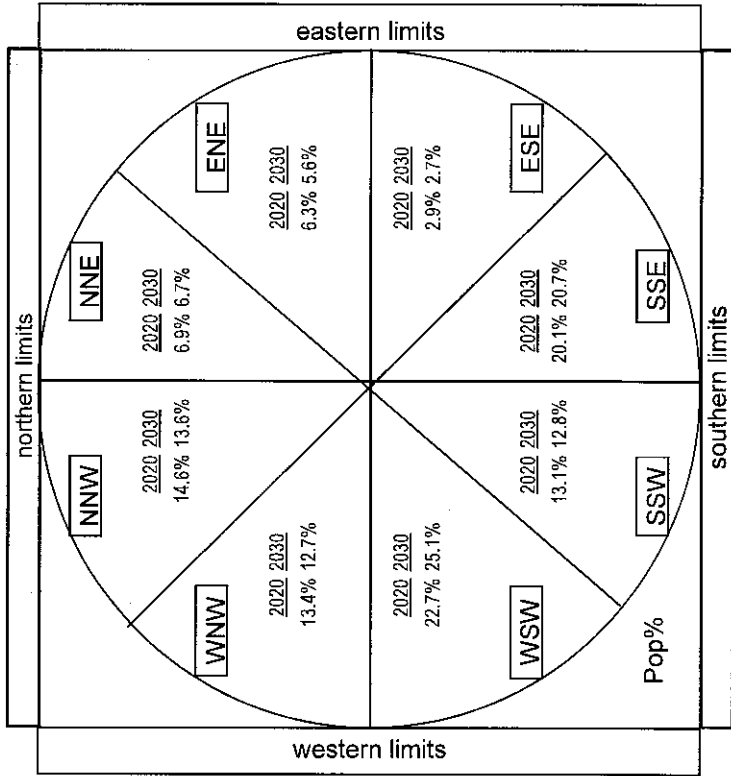 northern limits
NNW
2020 2030
14.6% 13.6%
NNE
2020 2030
6.9% 6.7%
WNW
2020 2030
13.4% 12.7%
ENE
2020 2030
6.3% 5.6%
western limits
eastern limits
WSW
2020 2030
22.7% 25.1%
ESE
2020 2030
2.9% 2.7%
SSW
2020 2030
13.1% 12.8%
SSE
2020 2030
20.1% 20.7%
Pop%
southern limits